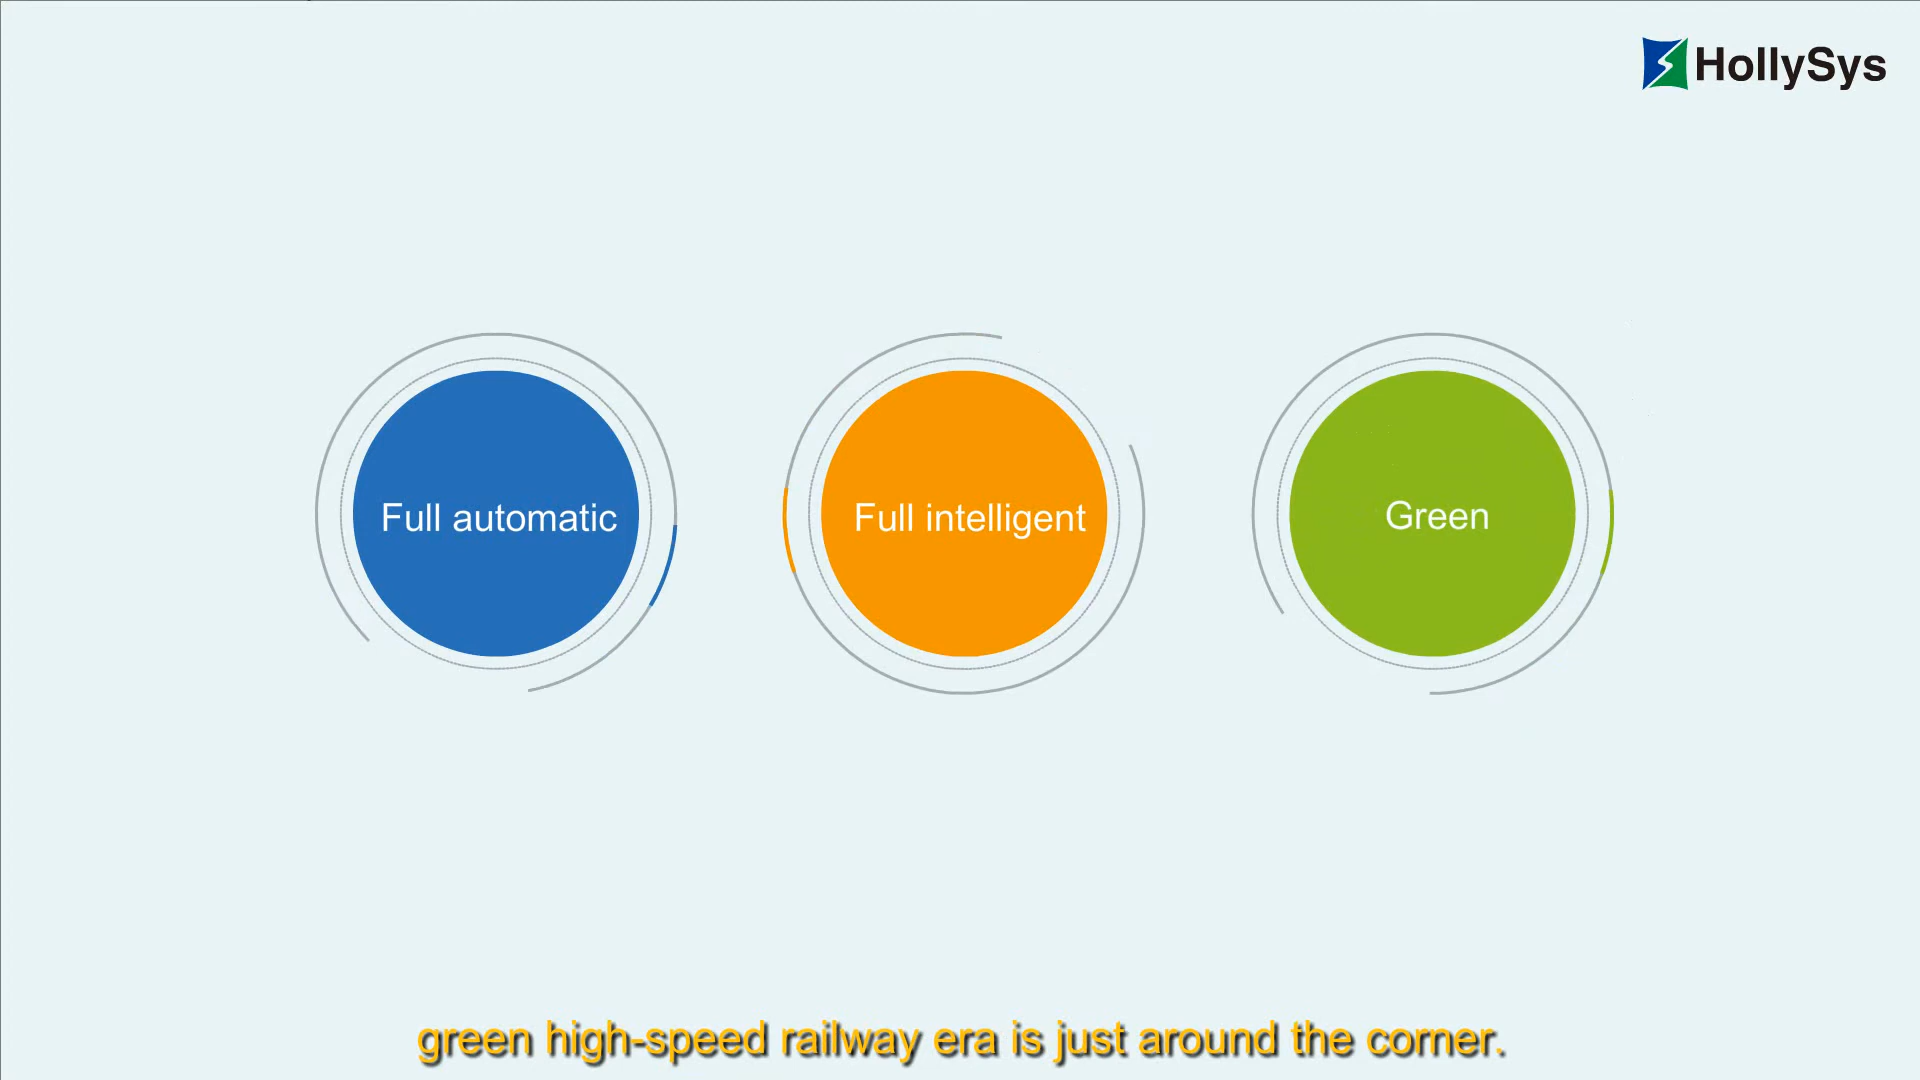 HollySys
Full automatic
Full intelligent
Green
green high-speed railway era is just around the corner.